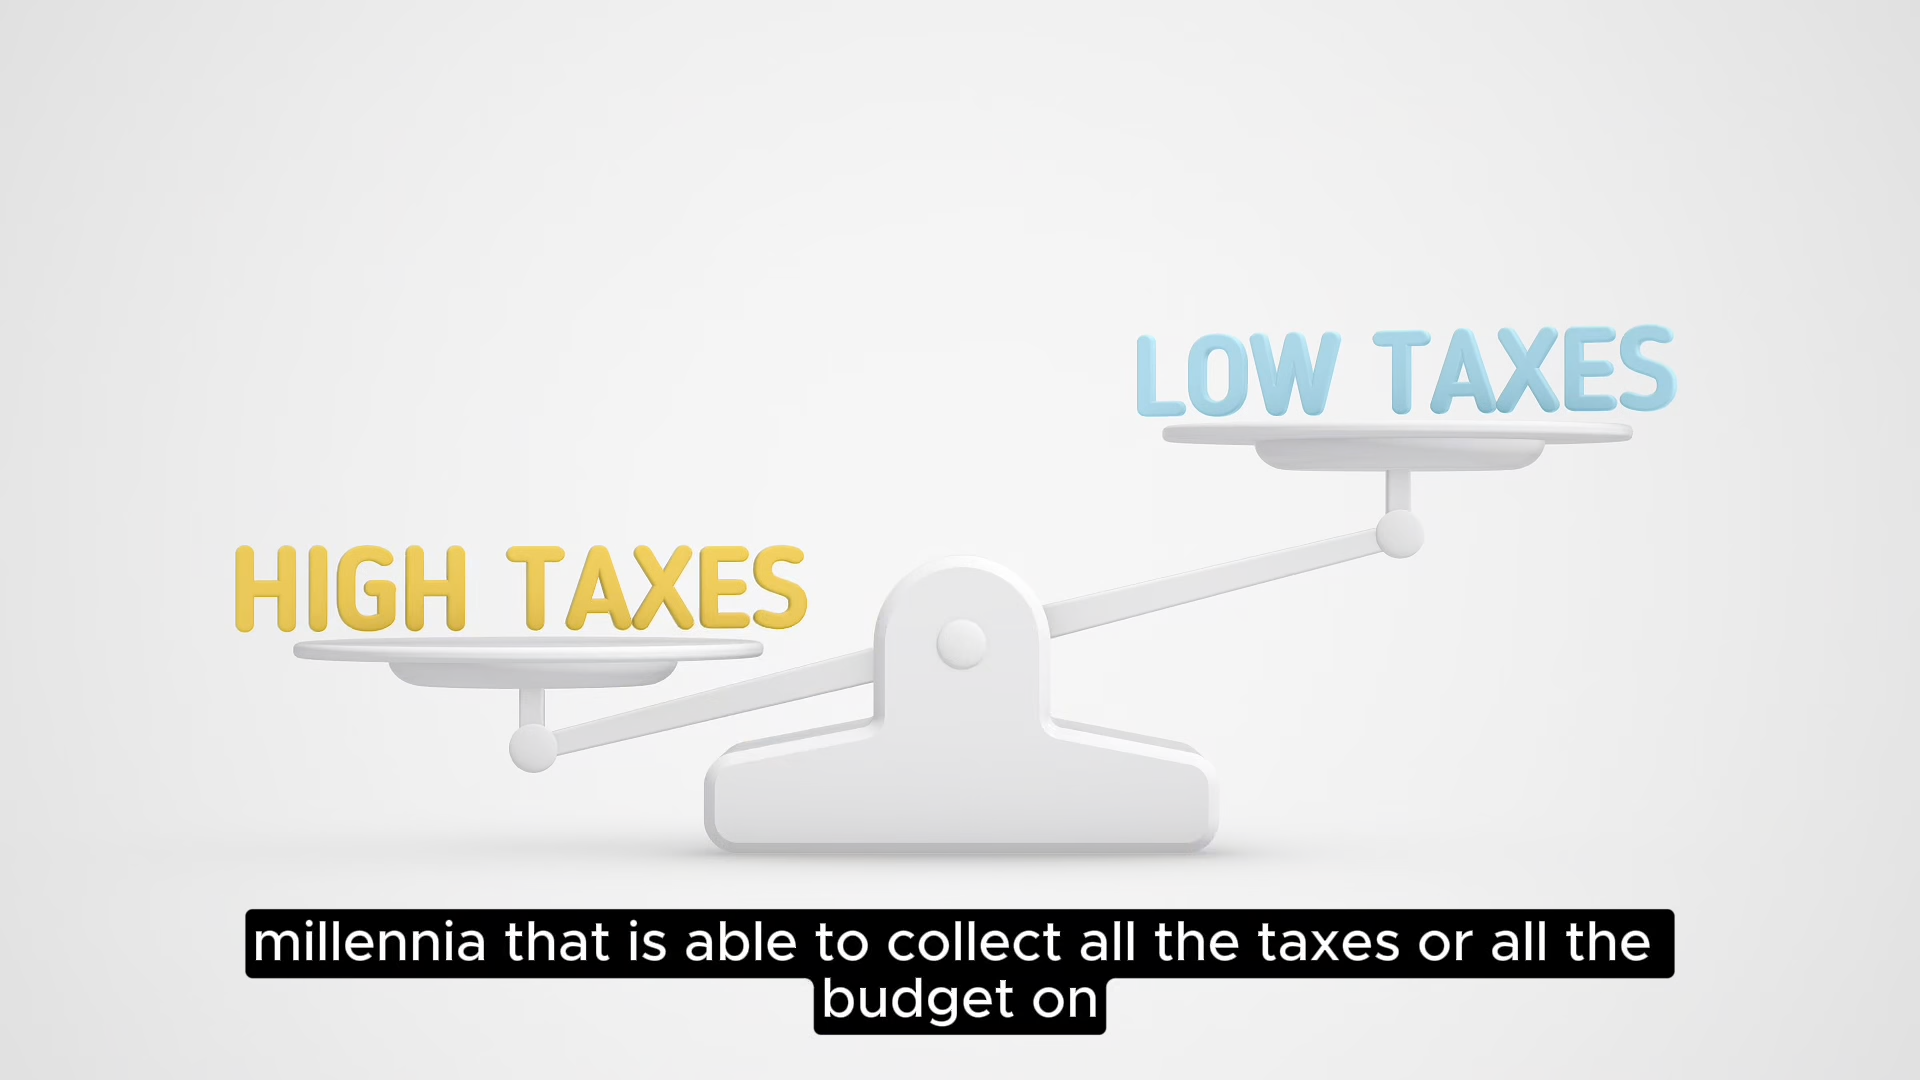 LOW TAXES
HIGH TAXES
millennia that is able to collect all the taxes or all the
budget on